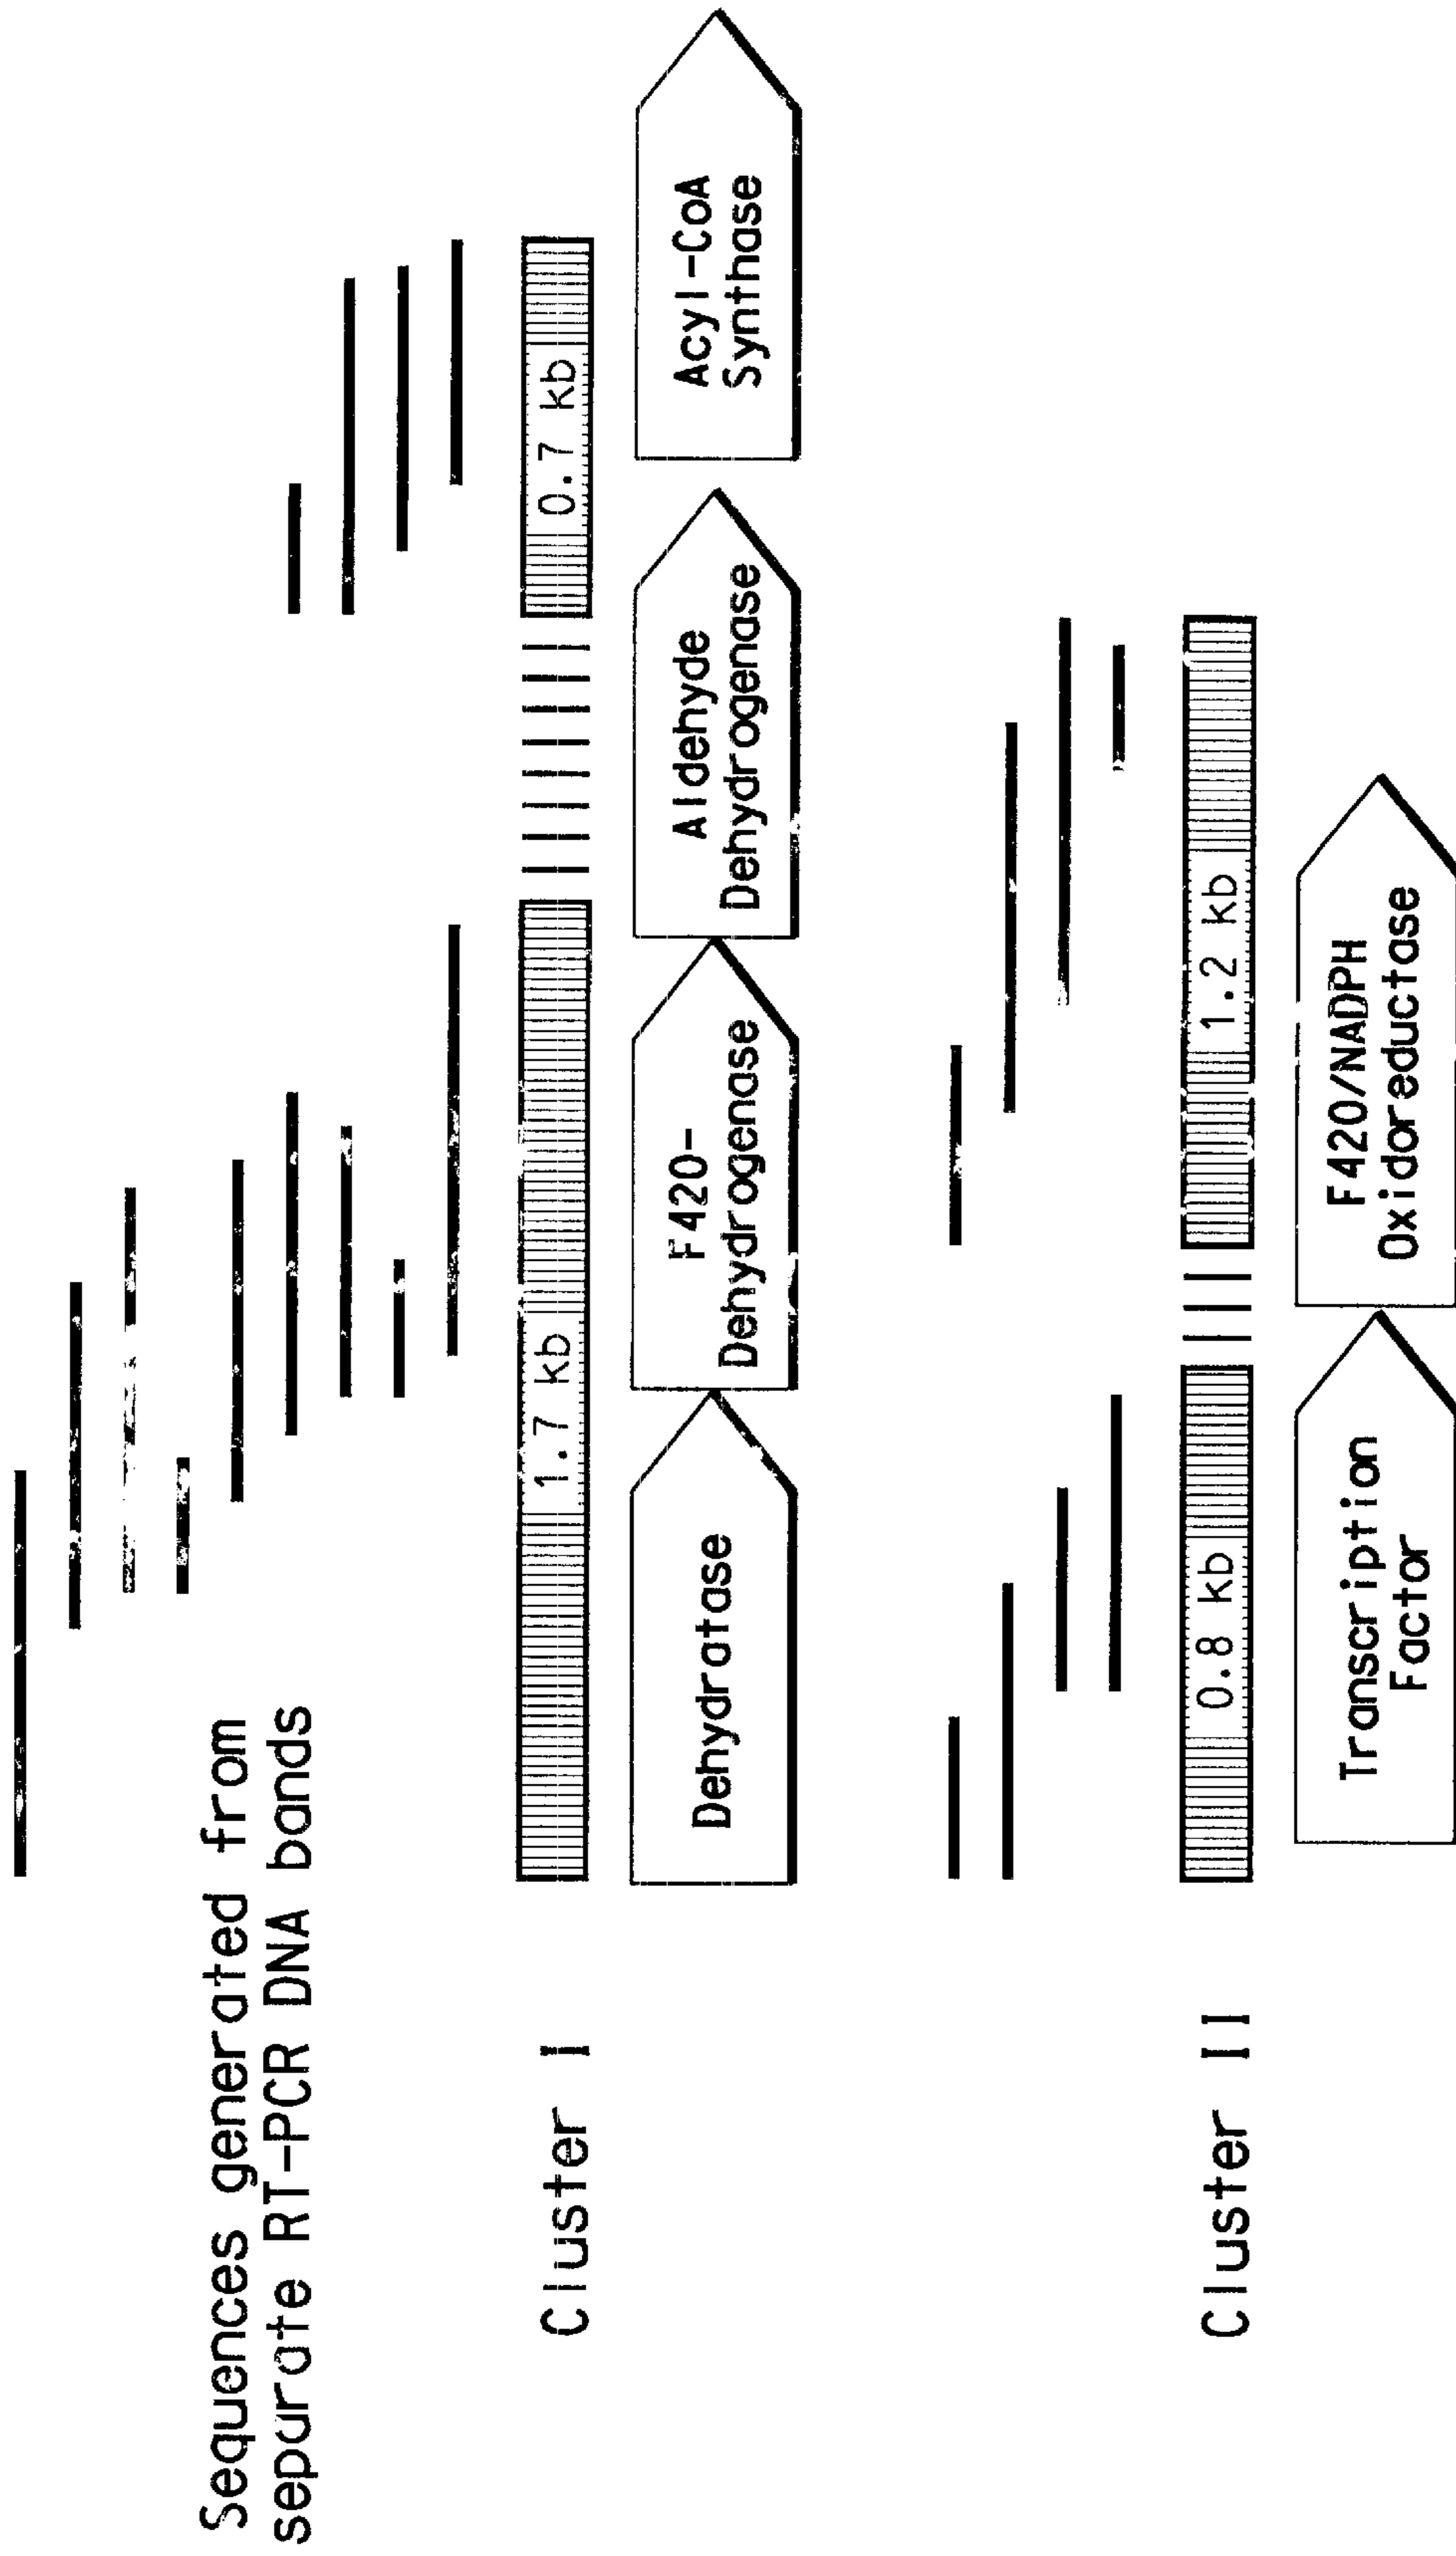 Sequences generated from
separate RT-PCR DNA bands
Cluster I
1.7 kb
0.7 kb
Dehydratase
F420-
Dehydrogenase
Aldehyde
Dehydrogenase
Acyl-CoA
Synthase
Cluster II
0.8 kb
1.2 kb
Transcription
Factor
F420/NADPH
Oxidoreductase